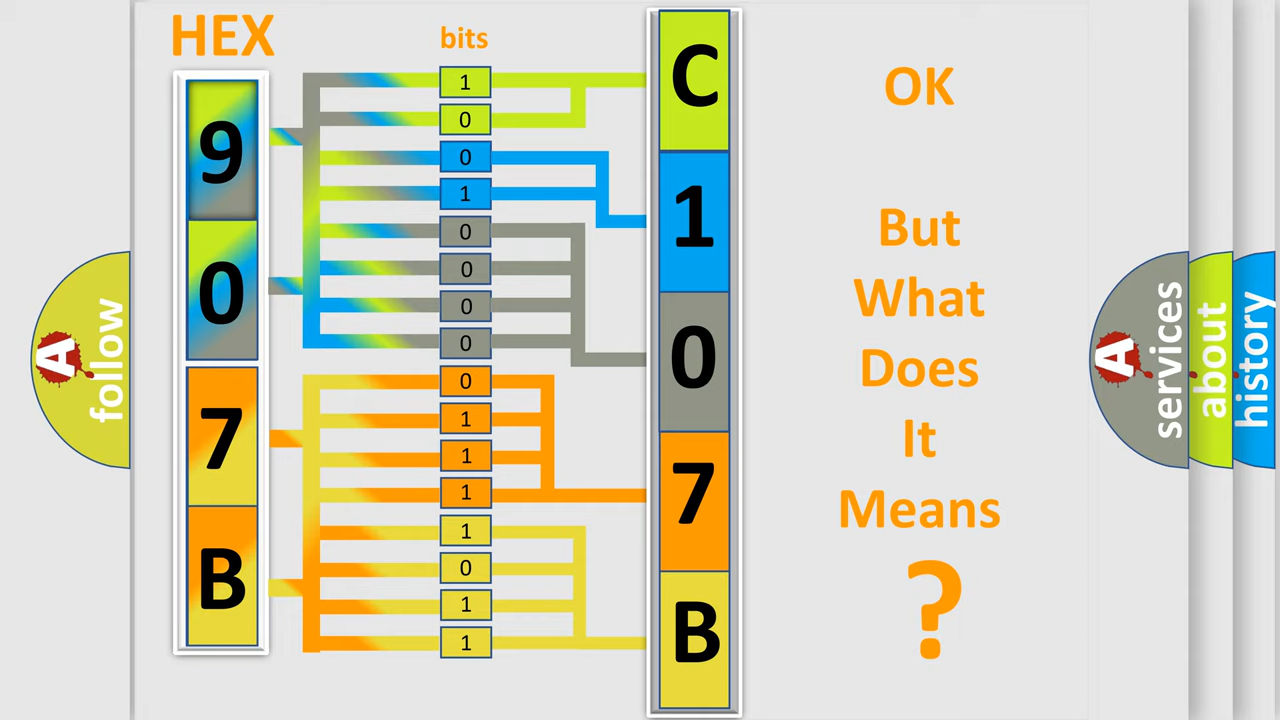 HEX
bits
9
0
7
B
1
0
0
1
0
0
0
0
0
1
1
1
1
0
1
1
C
1
0
7
B
OK
But
What
Does
It
Means
?
A
follow
A
services
about
history